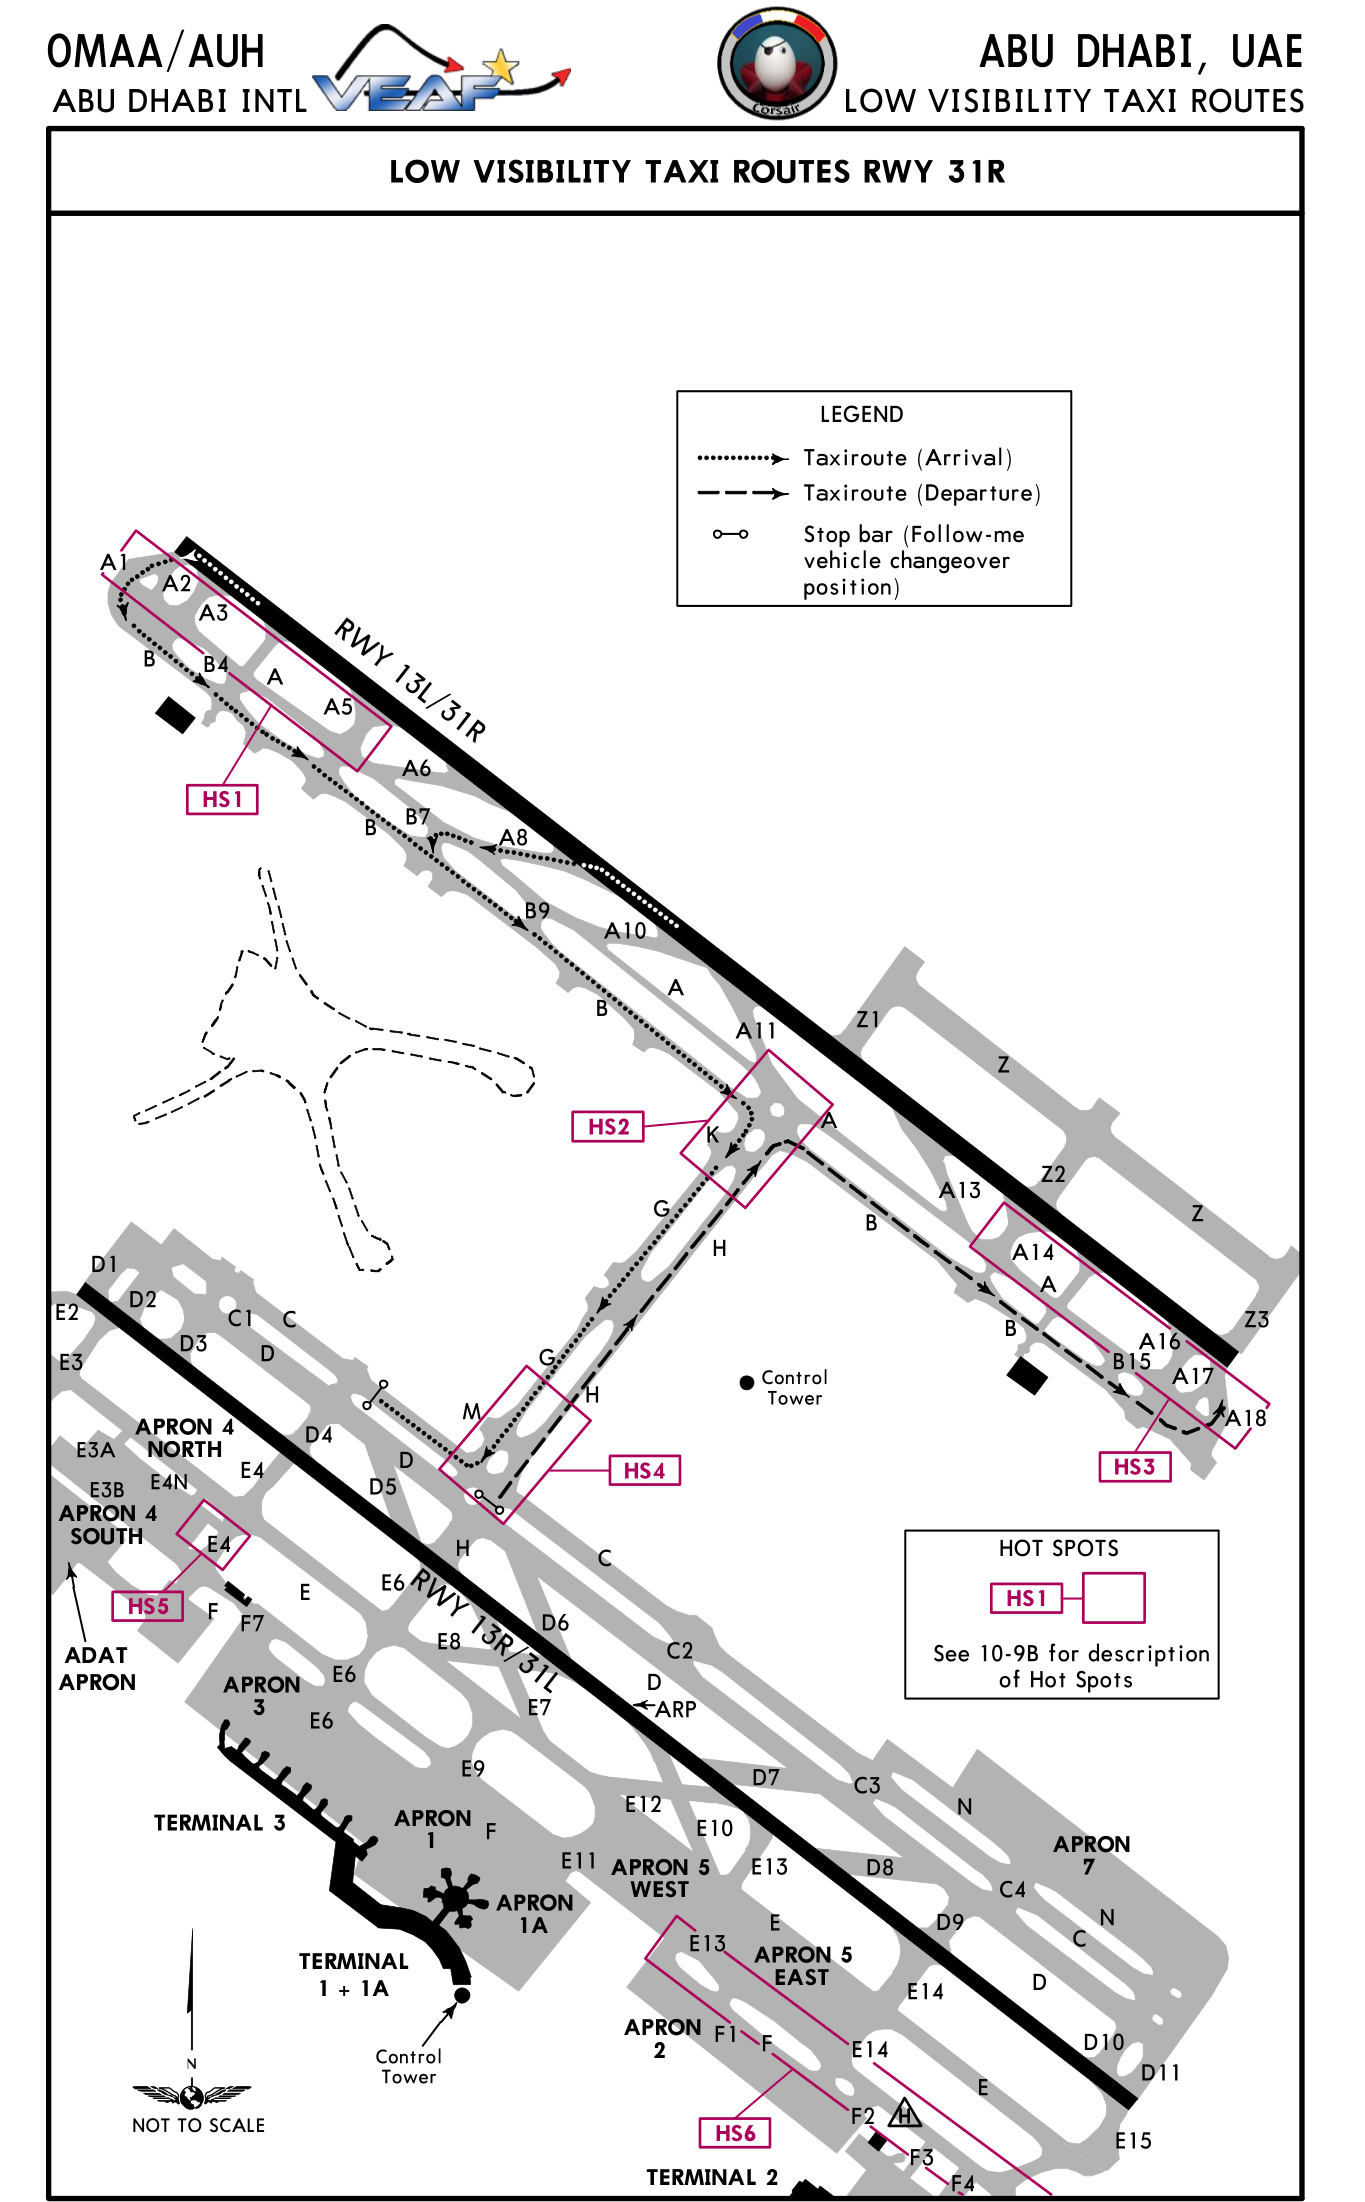 OMAA/AUH
ABU DHABI INTL
VEAF
Corsair
ABU DHABI, UAE
LOW VISIBILITY TAXI ROUTES
LOW VISIBILITY TAXI ROUTES RWY 31R
LEGEND
Taxiroute (Arrival)
Taxiroute (Departure)
Stop bar (Follow-me
vehicle changeover
position)
A1
A2
A3
RWY 13L/31R
B
B4
A
A5
HS1
A6
B7
B
A8
B9
A10
A
B
A11
Z1
Z
HS2
K
A
Z2
A13
Z
G
B
H
A14
A
D1
D2
E2
C1
C
D3
D
E3
B
Z3
A16
B15
A17
G
Control
Tower
H
M
A18
APRON 4
NORTH
D4
E3A
D
HS4
HS3
E4
E4N
D5
E3B
APRON 4
SOUTH
E4
H
C
HOT SPOTS
HS1
See 10-9B for description
of Hot Spots
HS5
E
E6
RWY 13R/31L
F
F7
D6
E8
C2
ADAT
APRON
E6
D
APRON
3
E7
ARP
E6
E9
D7
C3
E12
N
TERMINAL 3
APRON
1
F
E10
APRON
7
E11
APRON 5
WEST
E13
D8
C4
APRON
1A
E
D9
N
C
E13
APRON 5
EAST
TERMINAL
1 + 1A
D
E14
APRON
2
F1
F
E14
D10
D11
Control
Tower
N
E
NOT TO SCALE
HS6
F2
H
E15
F3
F4
TERMINAL 2